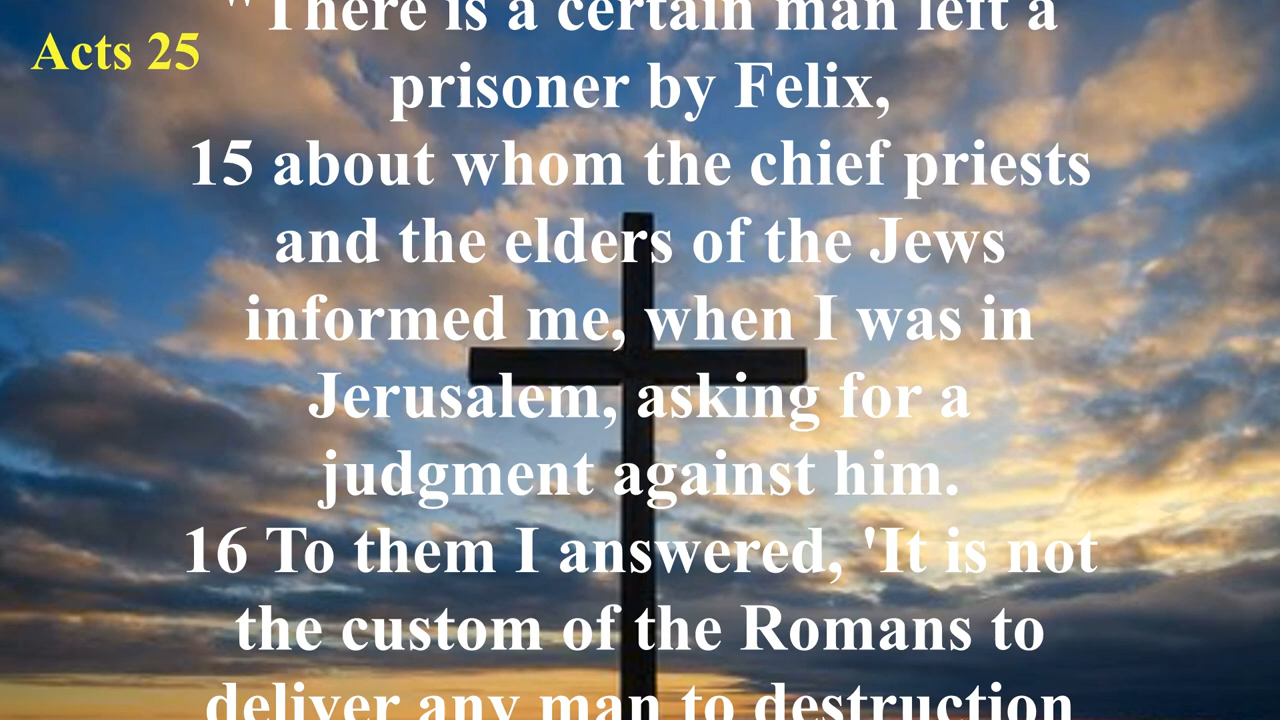 "There is a certain man left a
Acts 25
prisoner by Felix,
15 about whom the chief priests
and the elders of the Jews
informed me, when I was in
Jerusalem, asking for a
judgment against him.
16 To them I answered, 'It is not
the custom of the Romans to
deliver any man to destruction